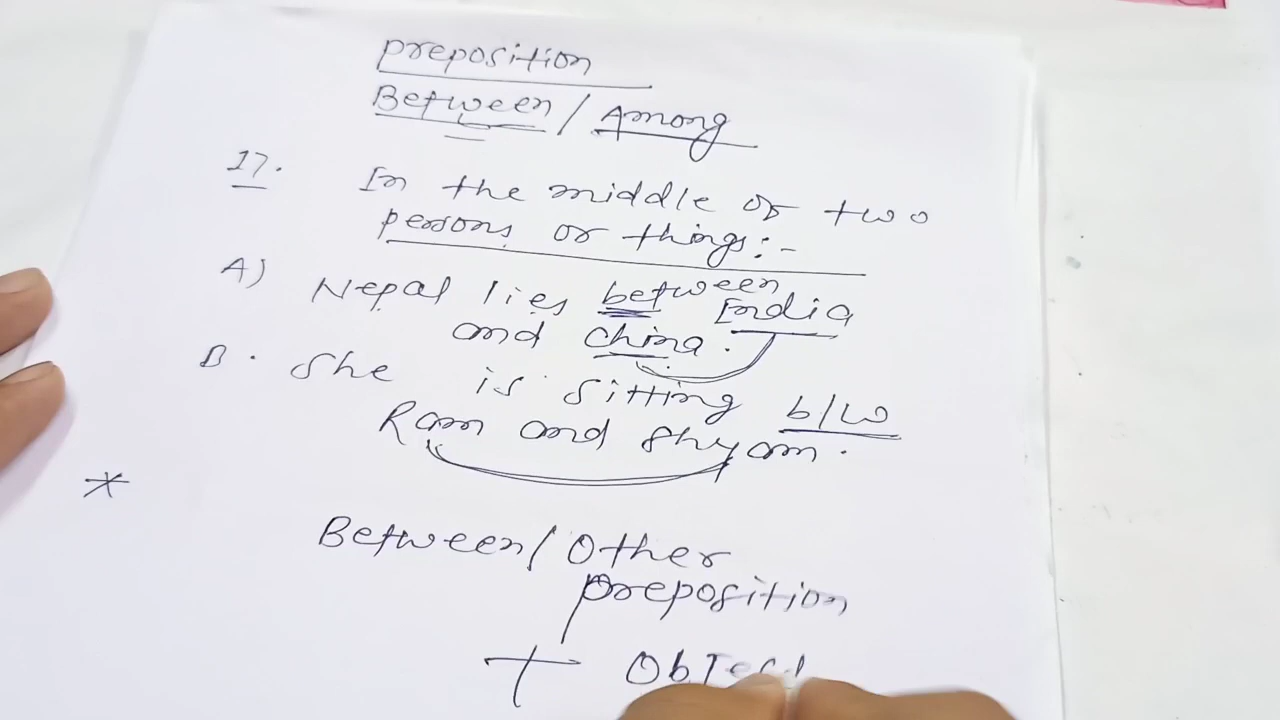 preposition
Between / Among
17. In the middle of two
persons or things:-
A) Nepal lies between
India
and China.
B. She is sitting b/w
Ram and Shyam.
*
Between / Other
preposition
+ Object